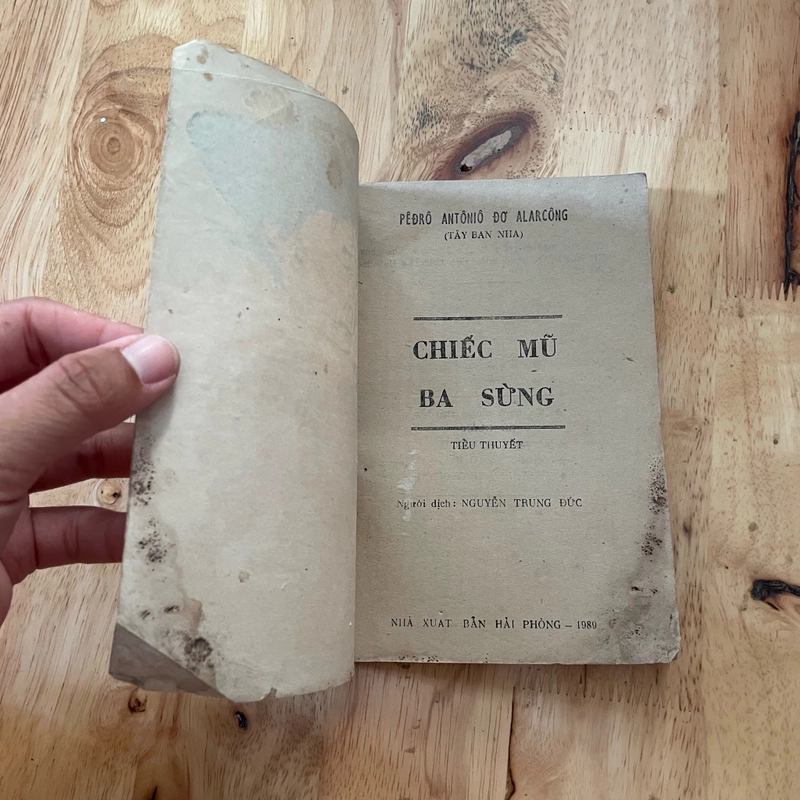 PÊĐRÔ ANTÔNIÔ ĐƠ ALARCÔNG
(TÂY BAN NHA)
CHIẾC MŨ
BA SỪNG
TIỂU THUYẾT
Người dịch: NGUYỄN TRUNG ĐỨC
NHÀ XUẤT BẢN HẢI PHÒNG – 1989